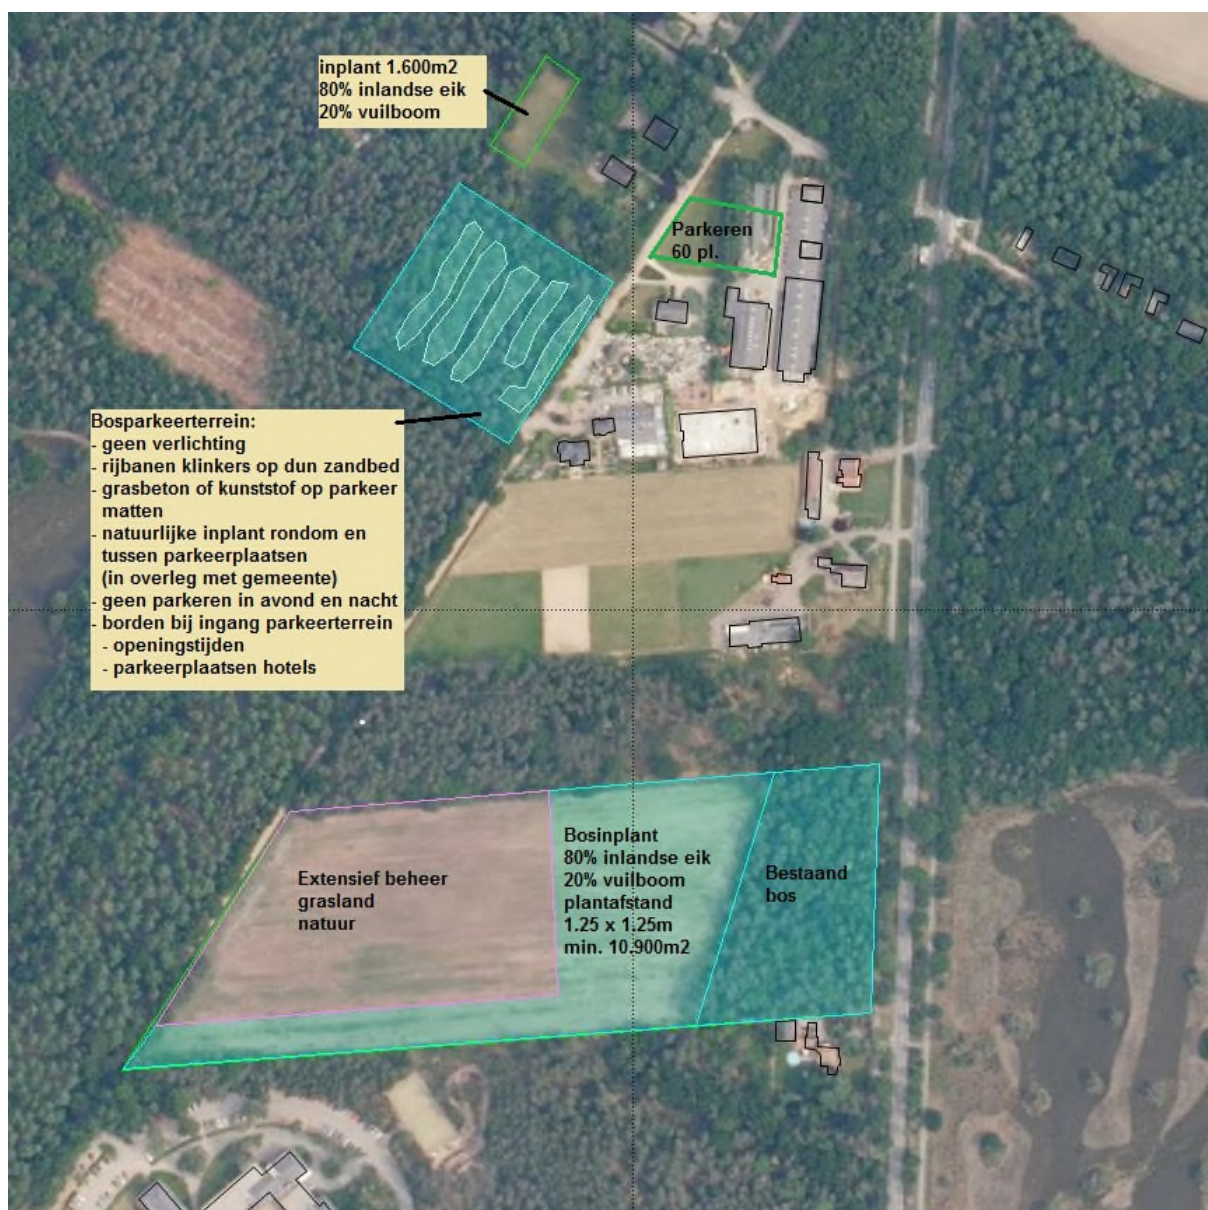 inplant 1.600m2
80% inlandse eik
20% vuilboom
Parkeren
60 pl.
Bosparkeerterrein:
- geen verlichting
- rijbanen klinkers op dun zandbed
- grasbeton of kunststof op parkeer
matten
- natuurlijke inplant rondom en
tussen parkeerplaatsen
(in overleg met gemeente)
- geen parkeren in avond en nacht
- borden bij ingang parkeerterrein
- openingstijden
- parkeerplaatsen hotels
Extensief beheer
grasland
natuur
Bosinplant
80% inlandse eik
20% vuilboom
plantafstand
1.25 x 1.25m
min. 10.900m2
Bestaand
bos